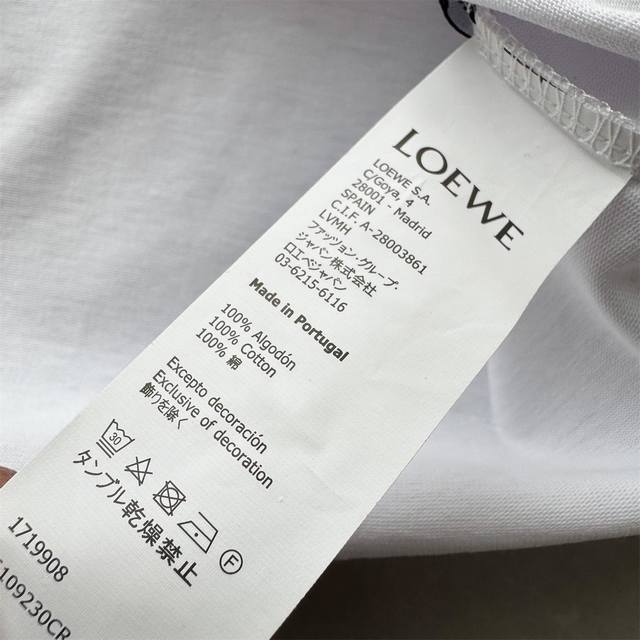 LOEWE
LOEWE S.A.
C/Goya, 4
28001 - Madrid
SPAIN
C.I.F. A-28003861
LVMH
ファッション・グループ・
ジャパン株式会社
ロエベジャパン
03-6215-6116
Made in Portugal
100% Algodón
100% Cotton
100% 綿
Excepto decoración
Exclusive of decoration
飾りを除く
30
F
タンブル乾燥禁止
1719908
109230CR